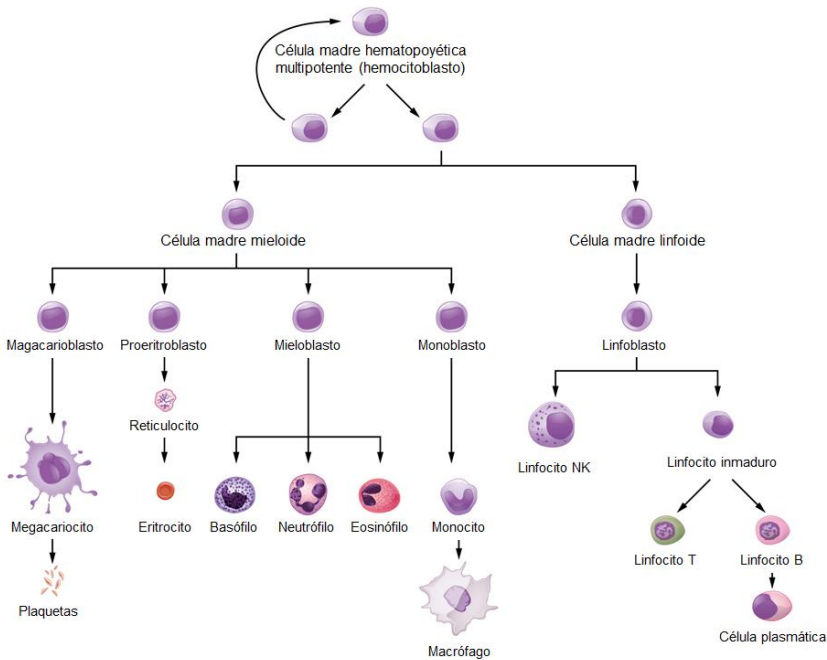 Célula madre hematopoyética
multipotente (hemocitoblasto)
Célula madre mieloide
Célula madre linfoide
Magacarioblasto
Proeritroblasto
Mieloblasto
Monoblasto
Linfoblasto
Reticulocito
Linfocito NK
Linfocito inmaduro
Megacariocito
Eritrocito
Basófilo
Neutrófilo
Eosinófilo
Monocito
Linfocito T
Linfocito B
Plaquetas
Macrófago
Célula plasmática